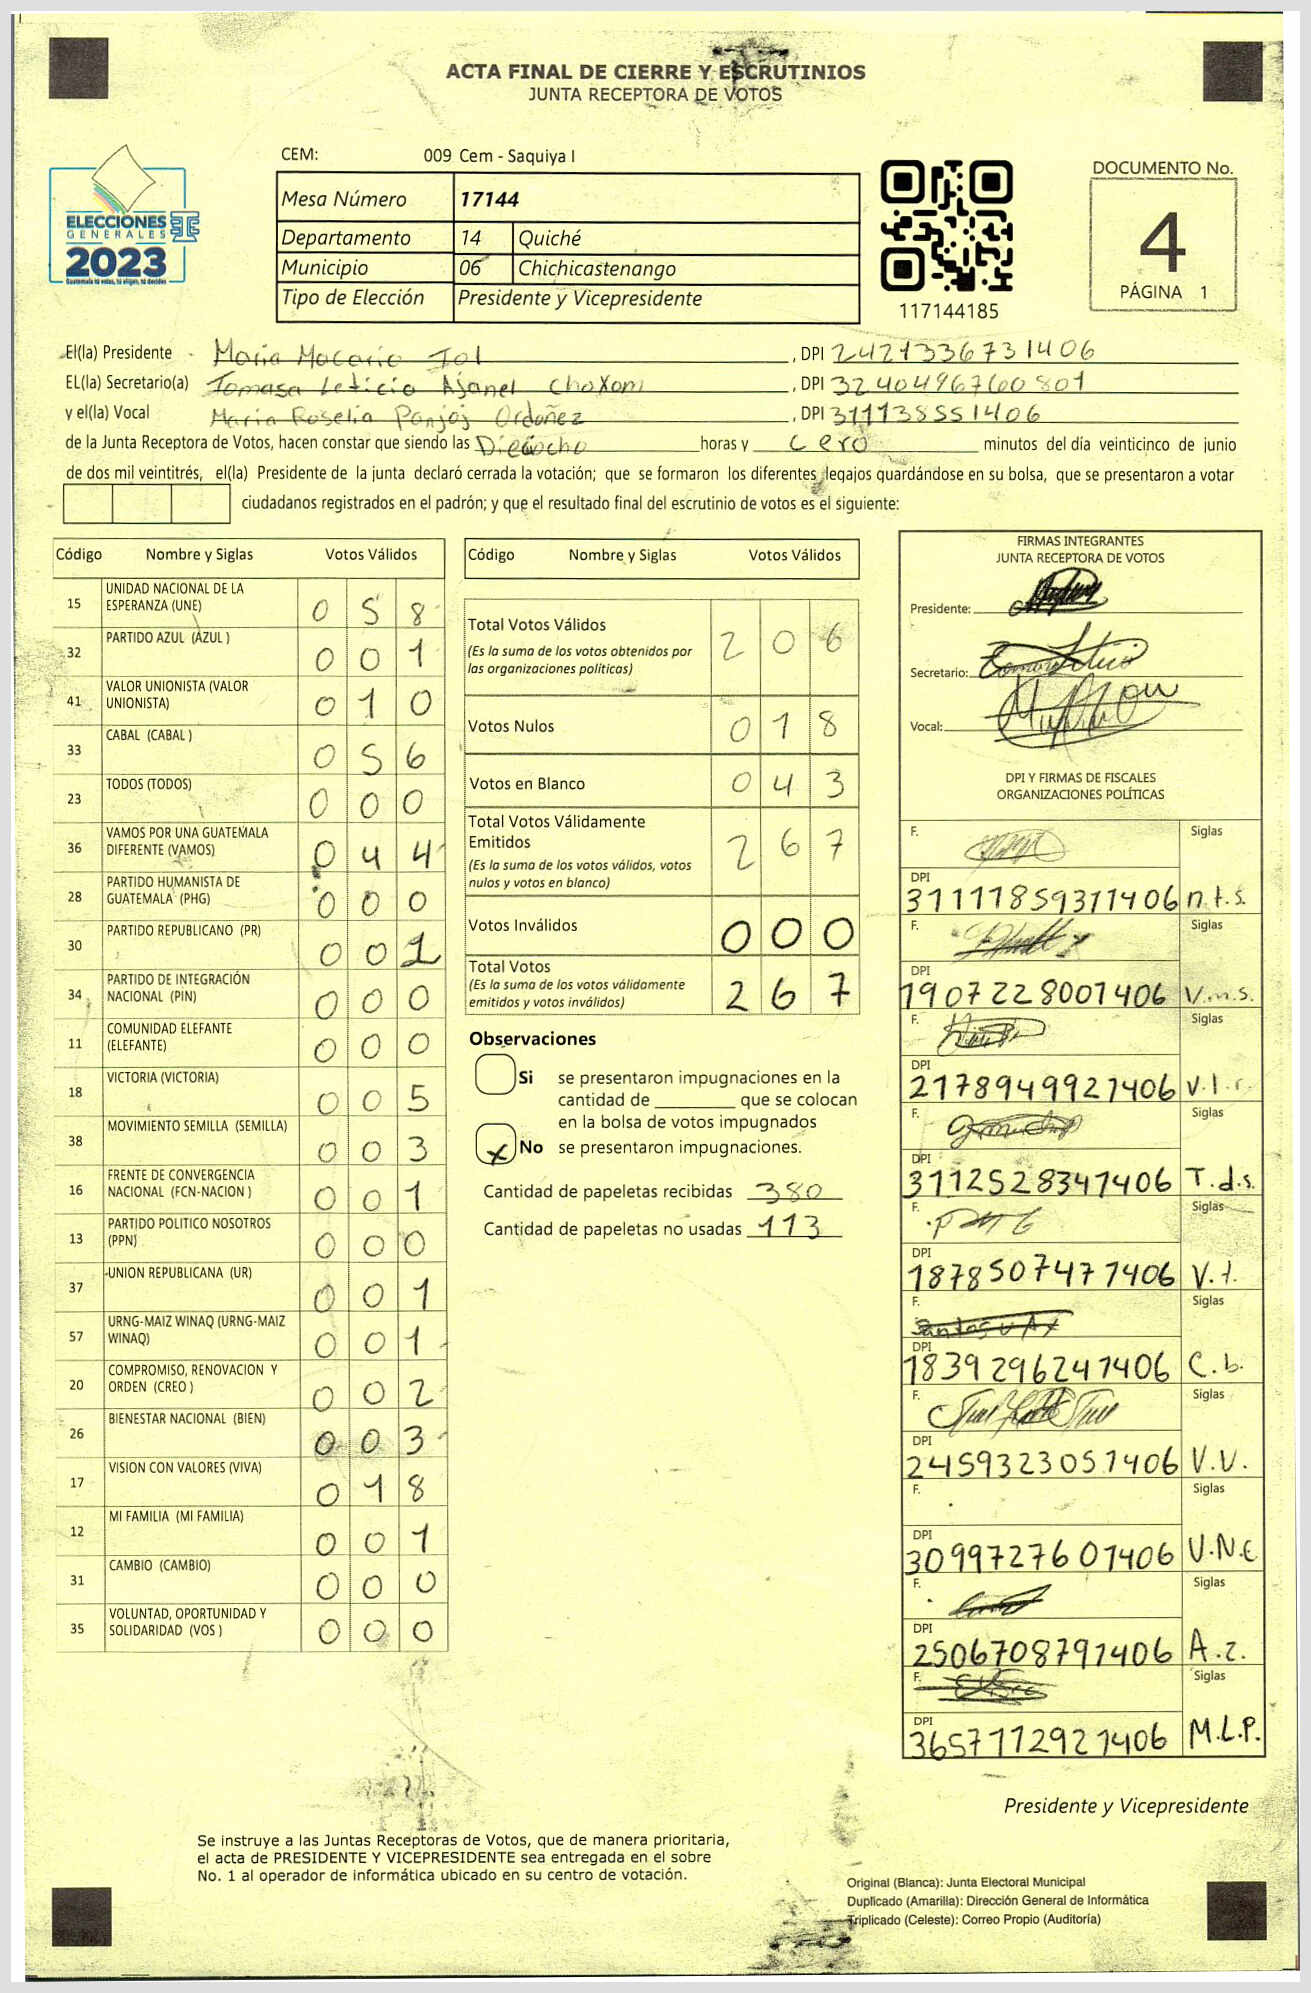 ACTA FINAL DE CIERRE Y ESCRUTINIOS
JUNTA RECEPTORA DE VOTOS
CEM: 009 Cem - Saquiya I
ELECCIONES
GENERALES
2023
Guatemala tú votas, tú eliges, tú decides
Mesa Número 17144
Departamento 14 Quiché
Municipio 06 Chichicastenango
Tipo de Elección Presidente y Vicepresidente
117144185
DOCUMENTO No.
4
PÁGINA 1
El(la) Presidente Maria Macario Tol , DPI 2421336731406
EL(la) Secretario(a) Tomasa Leticia Ajanel Choxom , DPI 3240496760801
y el(la) Vocal Maria Roselia Panjoj Ordoñez , DPI 311138551406
de la Junta Receptora de Votos, hacen constar que siendo las Dieciocho horas y cero minutos del día veinticinco de junio
de dos mil veintitrés, el(la) Presidente de la junta declaró cerrada la votación; que se formaron los diferentes legajos guardándose en su bolsa, que se presentaron a votar
ciudadanos registrados en el padrón; y que el resultado final del escrutinio de votos es el siguiente:
Código Nombre y Siglas Votos Válidos
15 UNIDAD NACIONAL DE LA
ESPERANZA (UNE) 0 5 8
32 PARTIDO AZUL (AZUL ) 0 0 1
41 VALOR UNIONISTA (VALOR
UNIONISTA) 0 1 0
33 CABAL (CABAL ) 0 5 6
23 TODOS (TODOS) 0 0 0
36 VAMOS POR UNA GUATEMALA
DIFERENTE (VAMOS) 0 4 4
28 PARTIDO HUMANISTA DE
GUATEMALA (PHG) 0 0 0
30 PARTIDO REPUBLICANO (PR) 0 0 1
34 PARTIDO DE INTEGRACIÓN
NACIONAL (PIN) 0 0 0
11 COMUNIDAD ELEFANTE
(ELEFANTE) 0 0 0
18 VICTORIA (VICTORIA) 0 0 5
38 MOVIMIENTO SEMILLA (SEMILLA) 0 0 3
16 FRENTE DE CONVERGENCIA
NACIONAL (FCN-NACION ) 0 0 1
13 PARTIDO POLITICO NOSOTROS
(PPN) 0 0 0
37 UNION REPUBLICANA (UR) 0 0 1
57 URNG-MAIZ WINAQ (URNG-MAIZ
WINAQ) 0 0 1
20 COMPROMISO, RENOVACION Y
ORDEN (CREO ) 0 0 2
26 BIENESTAR NACIONAL (BIEN) 0 0 3
17 VISION CON VALORES (VIVA) 0 1 8
12 MI FAMILIA (MI FAMILIA) 0 0 1
31 CAMBIO (CAMBIO) 0 0 0
35 VOLUNTAD, OPORTUNIDAD Y
SOLIDARIDAD (VOS ) 0 0 0
Código Nombre y Siglas Votos Válidos
Total Votos Válidos 2 0 6
(Es la suma de los votos obtenidos por
las organizaciones políticas)
Votos Nulos 0 1 8
Votos en Blanco 0 4 3
Total Votos Válidamente
Emitidos 2 6 7
(Es la suma de los votos válidos, votos
nulos y votos en blanco)
Votos Inválidos 0 0 0
Total Votos
(Es la suma de los votos válidamente
emitidos y votos inválidos) 2 6 7
Observaciones
Si se presentaron impugnaciones en la
cantidad de ________ que se colocan
en la bolsa de votos impugnados
x No se presentaron impugnaciones.
Cantidad de papeletas recibidas 380
Cantidad de papeletas no usadas 113
FIRMAS INTEGRANTES
JUNTA RECEPTORA DE VOTOS
Presidente:
Secretario:
Vocal:
DPI Y FIRMAS DE FISCALES
ORGANIZACIONES POLÍTICAS
F. Siglas
DPI
3111859311406 n.t.s.
F. Siglas
DPI
1907228001406 V.m.s.
F. Siglas
DPI
2178949921406 V.l.r.
F. Siglas
DPI
3112528341406 T.d.s.
F. Siglas
DPI
1878507471406 V.t.
F. Siglas
DPI
1839296241406 C.b.
F. Siglas
DPI
2459323051406 V.V.
F. Siglas
DPI
3099727601406 U.N.E
F. Siglas
DPI
2506708791406 A.z.
F. Siglas
DPI
3657112921406 M.L.P.
Presidente y Vicepresidente
Se instruye a las Juntas Receptoras de Votos, que de manera prioritaria,
el acta de PRESIDENTE Y VICEPRESIDENTE sea entregada en el sobre
No. 1 al operador de informática ubicado en su centro de votación.
Original (Blanca): Junta Electoral Municipal
Duplicado (Amarilla): Dirección General de Informática
Triplicado (Celeste): Correo Propio (Auditoría)